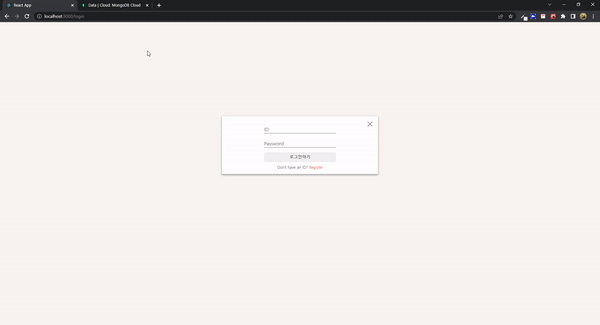 React App
Data | Cloud: MongoDB Cloud
localhost:3000/login
ID
Password
로그인하기
Don't have an ID? Register